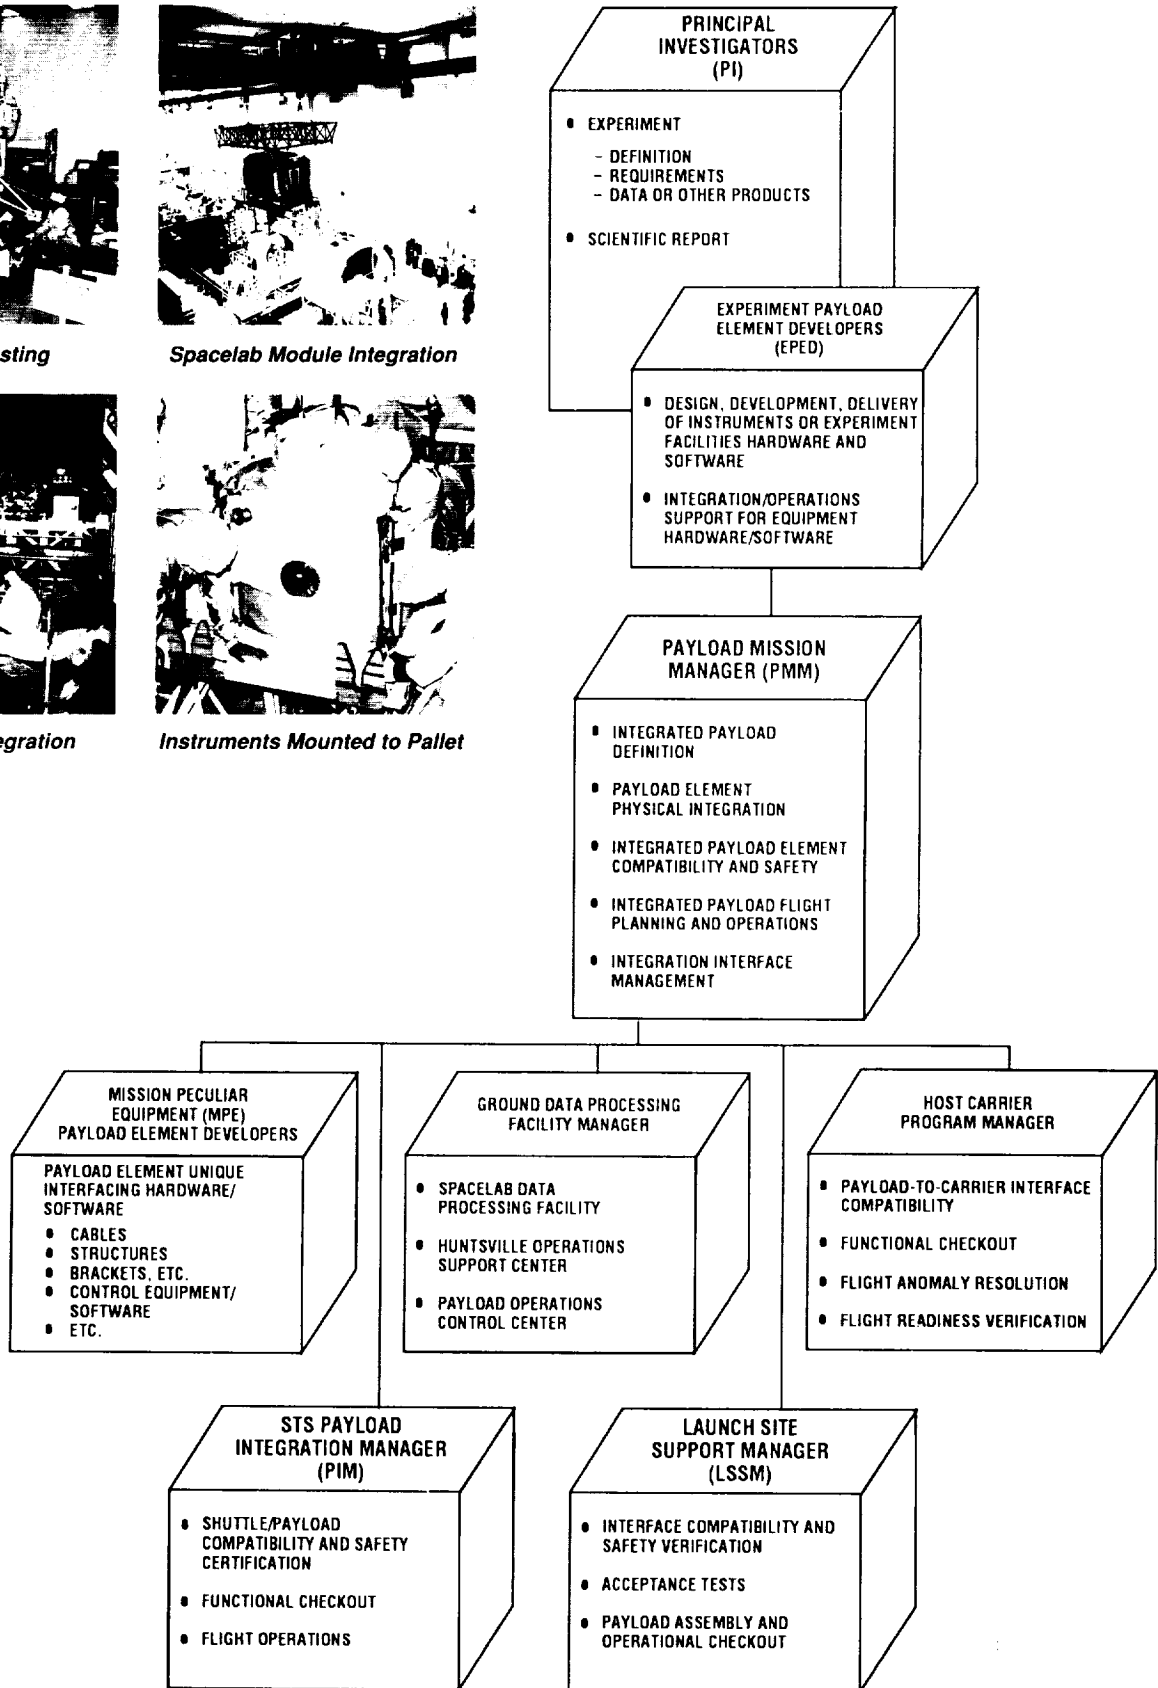 sting
Spacelab Module Integration
egration
Instruments Mounted to Pallet
PRINCIPAL
INVESTIGATORS
(PI)
• EXPERIMENT
– DEFINITION
– REQUIREMENTS
– DATA OR OTHER PRODUCTS
• SCIENTIFIC REPORT
EXPERIMENT PAYLOAD
ELEMENT DEVELOPERS
(EPED)
• DESIGN, DEVELOPMENT, DELIVERY
OF INSTRUMENTS OR EXPERIMENT
FACILITIES HARDWARE AND
SOFTWARE
• INTEGRATION/OPERATIONS
SUPPORT FOR EQUIPMENT
HARDWARE/SOFTWARE
PAYLOAD MISSION
MANAGER (PMM)
• INTEGRATED PAYLOAD
DEFINITION
• PAYLOAD ELEMENT
PHYSICAL INTEGRATION
• INTEGRATED PAYLOAD ELEMENT
COMPATIBILITY AND SAFETY
• INTEGRATED PAYLOAD FLIGHT
PLANNING AND OPERATIONS
• INTEGRATION INTERFACE
MANAGEMENT
MISSION PECULIAR
EQUIPMENT (MPE)
PAYLOAD ELEMENT DEVELOPERS
PAYLOAD ELEMENT UNIQUE
INTERFACING HARDWARE/
SOFTWARE
• CABLES
• STRUCTURES
• BRACKETS, ETC.
• CONTROL EQUIPMENT/
SOFTWARE
• ETC.
GROUND DATA PROCESSING
FACILITY MANAGER
• SPACELAB DATA
PROCESSING FACILITY
• HUNTSVILLE OPERATIONS
SUPPORT CENTER
• PAYLOAD OPERATIONS
CONTROL CENTER
HOST CARRIER
PROGRAM MANAGER
• PAYLOAD-TO-CARRIER INTERFACE
COMPATIBILITY
• FUNCTIONAL CHECKOUT
• FLIGHT ANOMALY RESOLUTION
• FLIGHT READINESS VERIFICATION
STS PAYLOAD
INTEGRATION MANAGER
(PIM)
• SHUTTLE/PAYLOAD
COMPATIBILITY AND SAFETY
CERTIFICATION
• FUNCTIONAL CHECKOUT
• FLIGHT OPERATIONS
LAUNCH SITE
SUPPORT MANAGER
(LSSM)
• INTERFACE COMPATIBILITY AND
SAFETY VERIFICATION
• ACCEPTANCE TESTS
• PAYLOAD ASSEMBLY AND
OPERATIONAL CHECKOUT